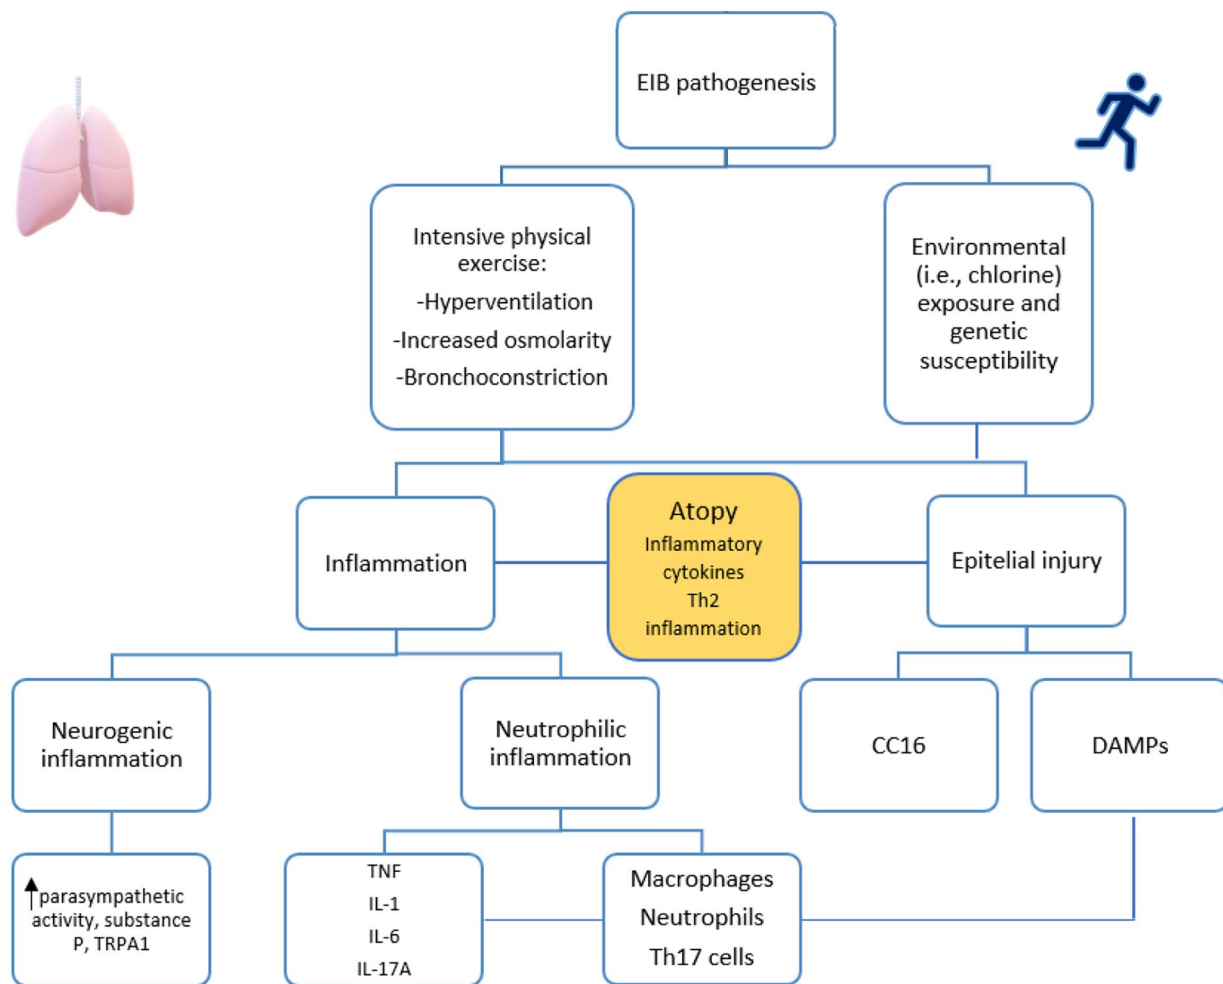 EIB pathogenesis
Intensive physical
exercise:
-Hyperventilation
-Increased osmolarity
-Bronchoconstriction
Environmental
(i.e., chlorine)
exposure and
genetic
susceptibility
Inflammation
Atopy
Inflammatory
cytokines
Th2
inflammation
Epitelial injury
Neurogenic
inflammation
Neutrophilic
inflammation
CC16
DAMPs
parasympathetic
activity, substance
P, TRPA1
TNF
IL-1
IL-6
IL-17A
Macrophages
Neutrophils
Th17 cells